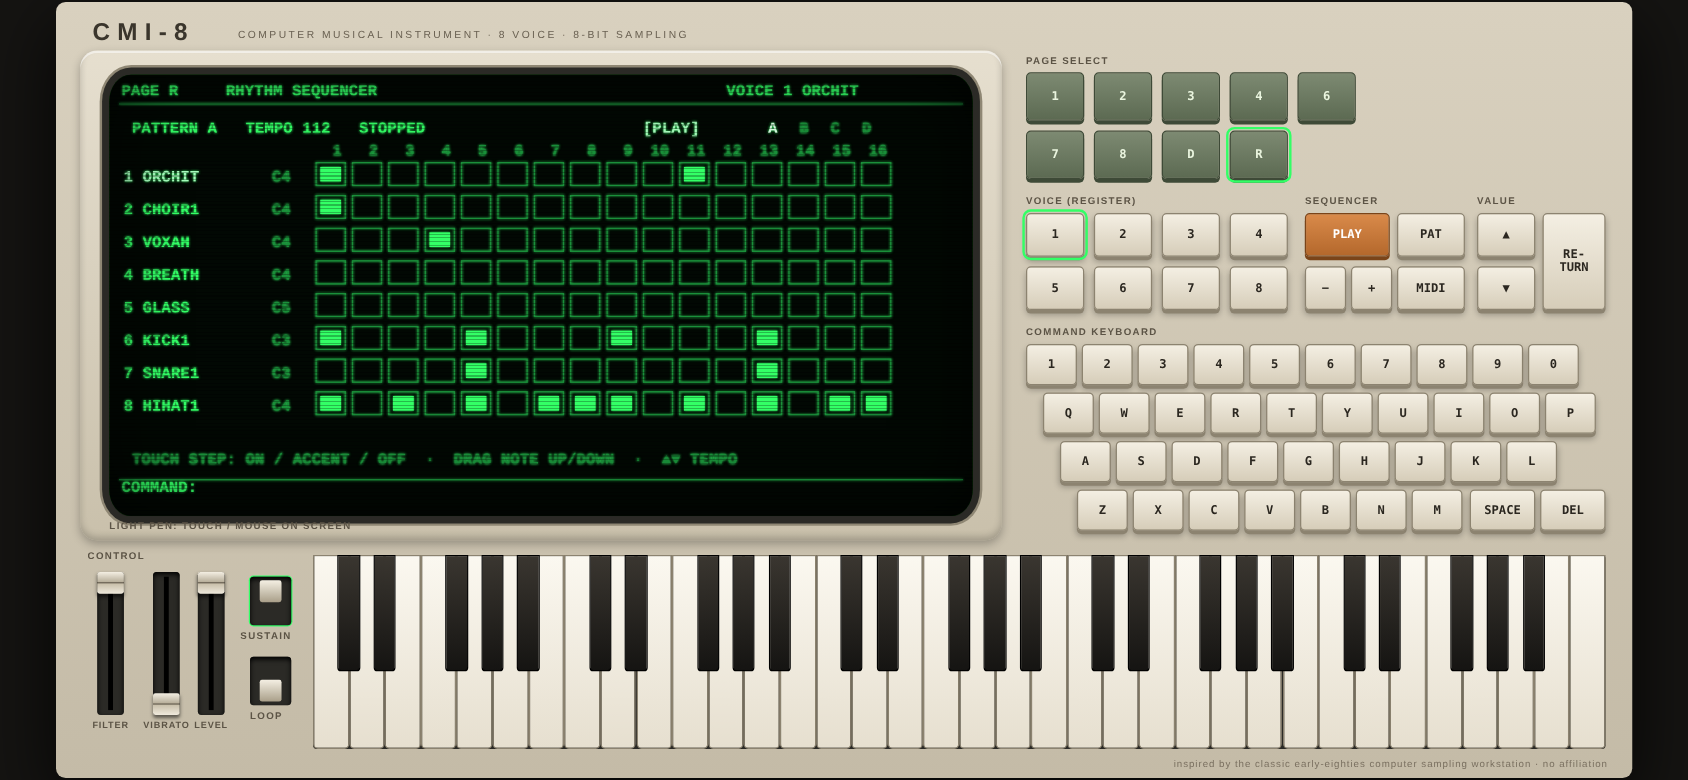 CMI-8
COMPUTER MUSICAL INSTRUMENT · 8 VOICE · 8-BIT SAMPLING
PAGE R RHYTHM SEQUENCER VOICE 1 ORCHIT
PATTERN A TEMPO 112 STOPPED [PLAY] A B C D
1 2 3 4 5 6 7 8 9 10 11 12 13 14 15 16
1 ORCHIT C4
2 CHOIR1 C4
3 VOXAH C4
4 BREATH C4
5 GLASS C5
6 KICK1 C3
7 SNARE1 C3
8 HIHAT1 C4
TOUCH STEP: ON / ACCENT / OFF · DRAG NOTE UP/DOWN · ▲▼ TEMPO
COMMAND:
LIGHT PEN: TOUCH / MOUSE ON SCREEN
PAGE SELECT
1 2 3 4 6
7 8 D R
VOICE (REGISTER) SEQUENCER VALUE
1 2 3 4 PLAY PAT ▲ RE-
TURN
5 6 7 8 − + MIDI ▼
COMMAND KEYBOARD
1 2 3 4 5 6 7 8 9 0
Q W E R T Y U I O P
A S D F G H J K L
Z X C V B N M SPACE DEL
CONTROL
SUSTAIN
LOOP
FILTER VIBRATO LEVEL
inspired by the classic early-eighties computer sampling workstation · no affiliation